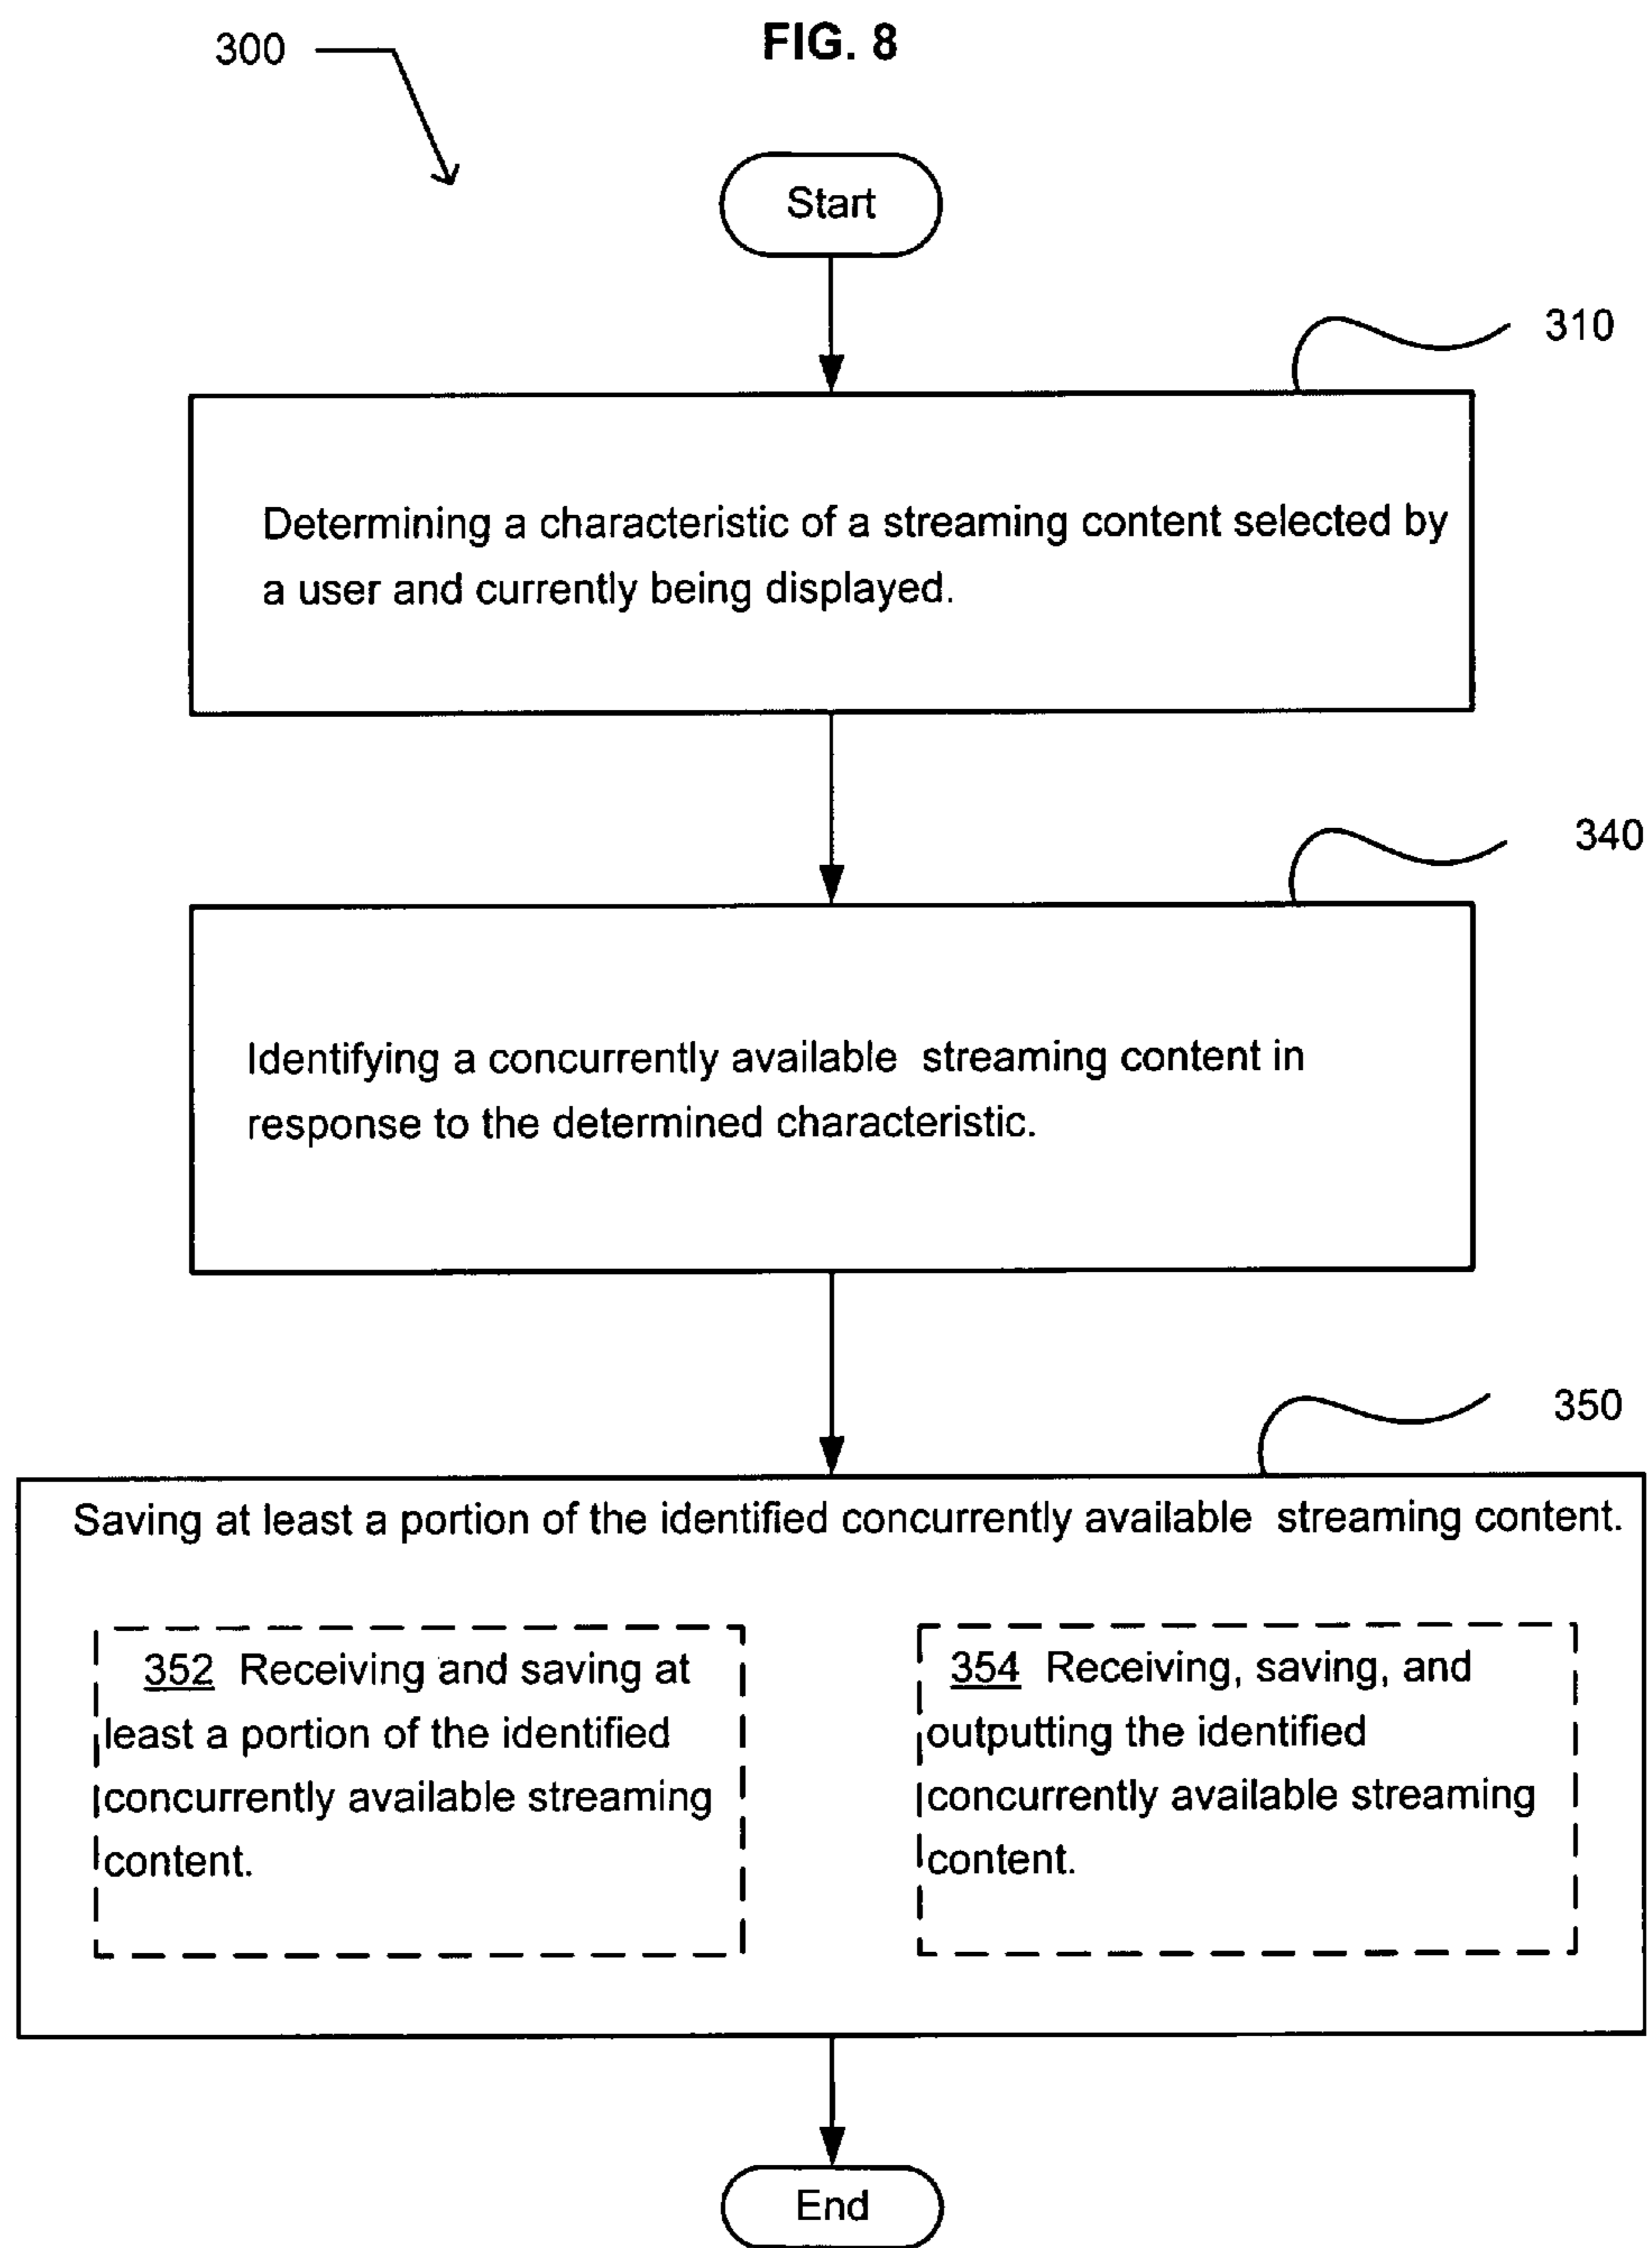 FIG. 8
300
Start
310
Determining a characteristic of a streaming content selected by
a user and currently being displayed.
340
Identifying a concurrently available streaming content in
response to the determined characteristic.
350
Saving at least a portion of the identified concurrently available streaming content.
352 Receiving and saving at
least a portion of the identified
concurrently available streaming
content.
354 Receiving, saving, and
outputting the identified
concurrently available streaming
content.
End